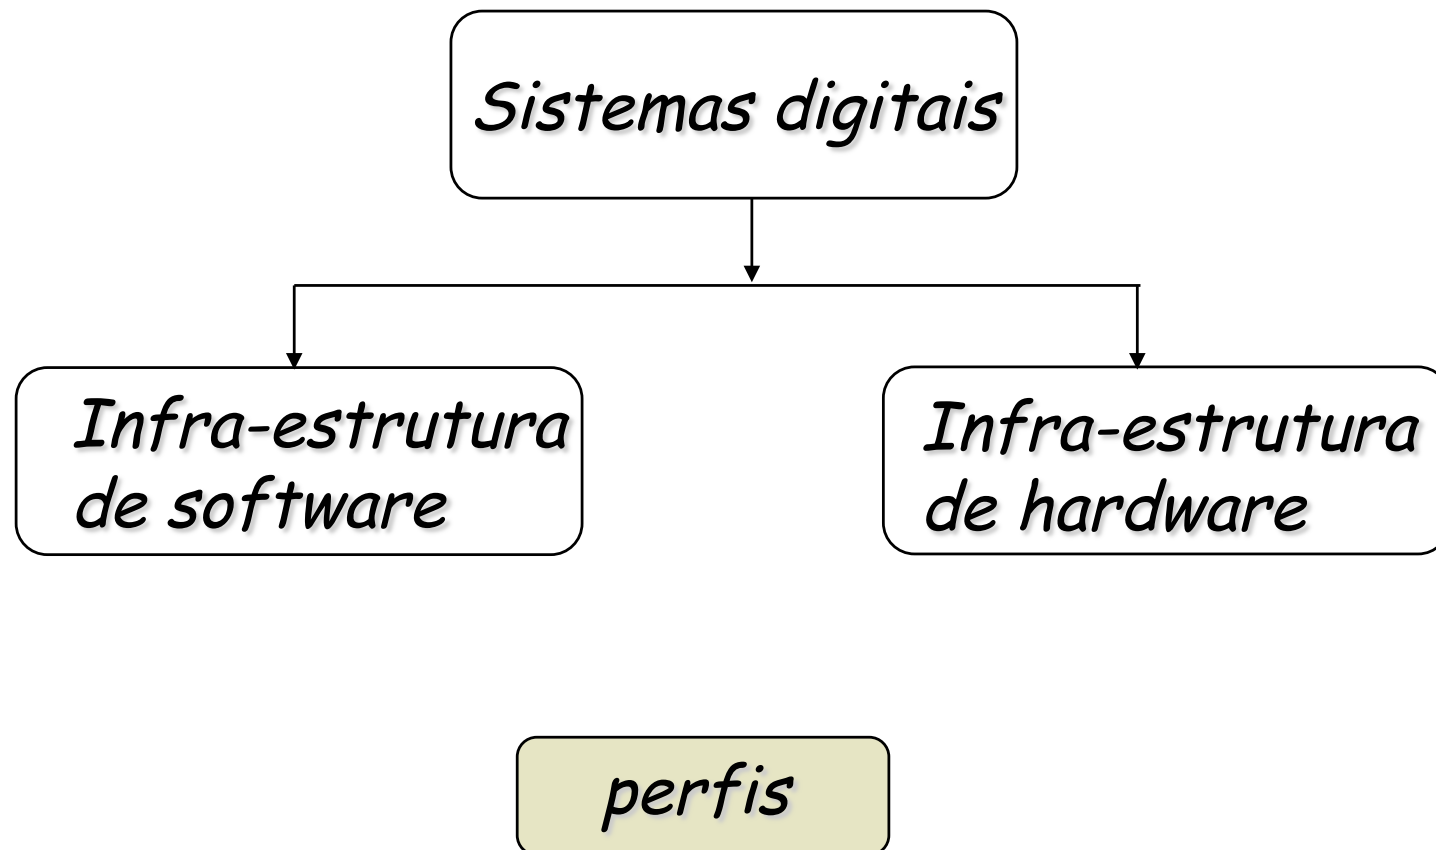 Sistemas digitais
Infra-estrutura
de software
Infra-estrutura
de hardware
perfis